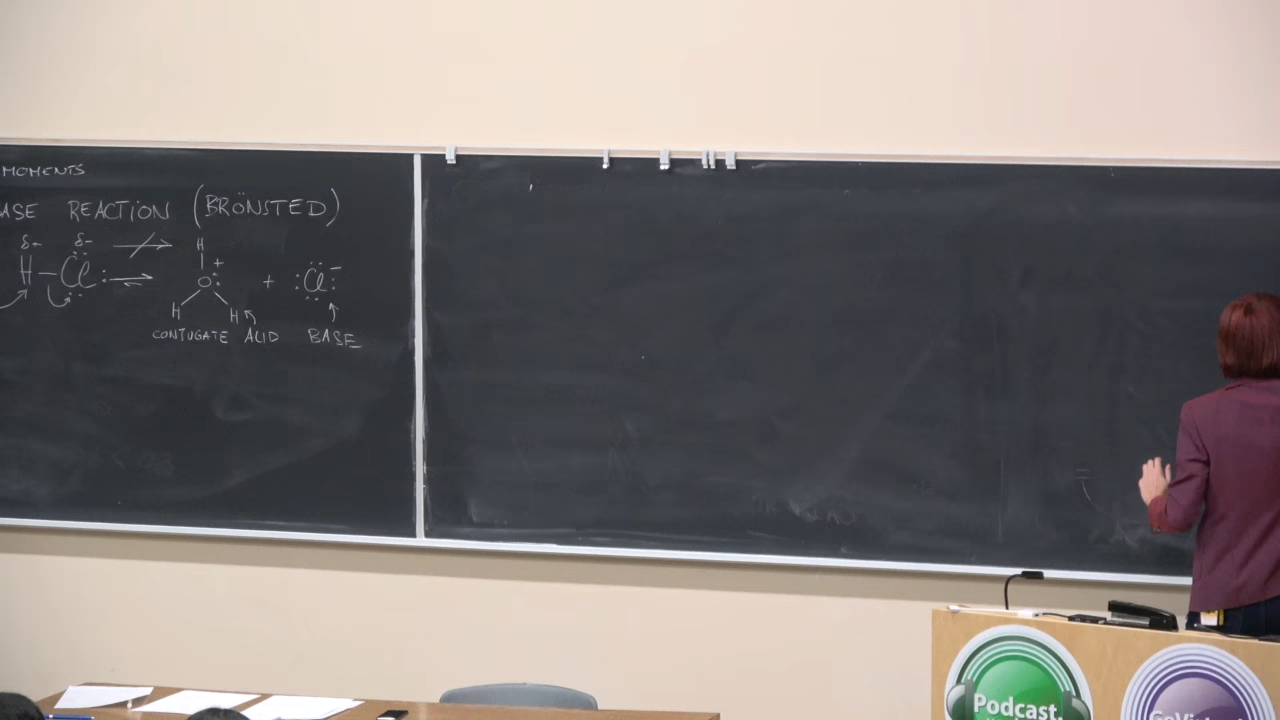 MOMENTS
ASE REACTION (BRÖNSTED)
δ+ δ-
H - Cl:
H
O +
H H
+ :Cl:-
CONJUGATE ACID BASE
Podcast.